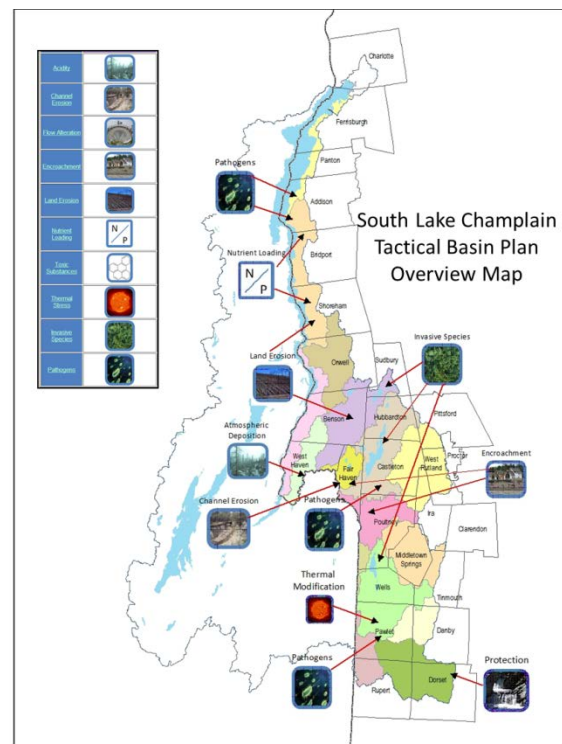 Acidity
Channel
Erosion
Flow Alteration
Encroachment
Land Erosion
Nutrient
Loading
N
P
Toxic
Substances
Thermal
Stress
Invasive
Species
Pathogens
South Lake Champlain
Tactical Basin Plan
Overview Map
Charlotte
Ferrisburgh
Panton
Pathogens
Addison
Nutrient Loading
N
P
Bridport
Shoreham
Land Erosion
Orwell
Sudbury
Invasive Species
Benson
Hubbardton
Pittsford
Atmospheric
Deposition
West
Haven
Fair
Haven
Castleton
West
Rutland
Proctor
Encroachment
Channel Erosion
Pathogens
Poultney
Ira
Clarendon
Middletown
Springs
Thermal
Modification
Wells
Tinmouth
Pawlet
Danby
Pathogens
Rupert
Dorset
Protection